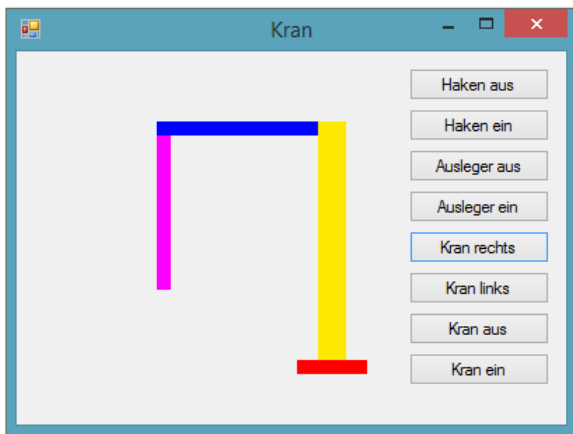 Kran
Haken aus
Haken ein
Ausleger aus
Ausleger ein
Kran rechts
Kran links
Kran aus
Kran ein